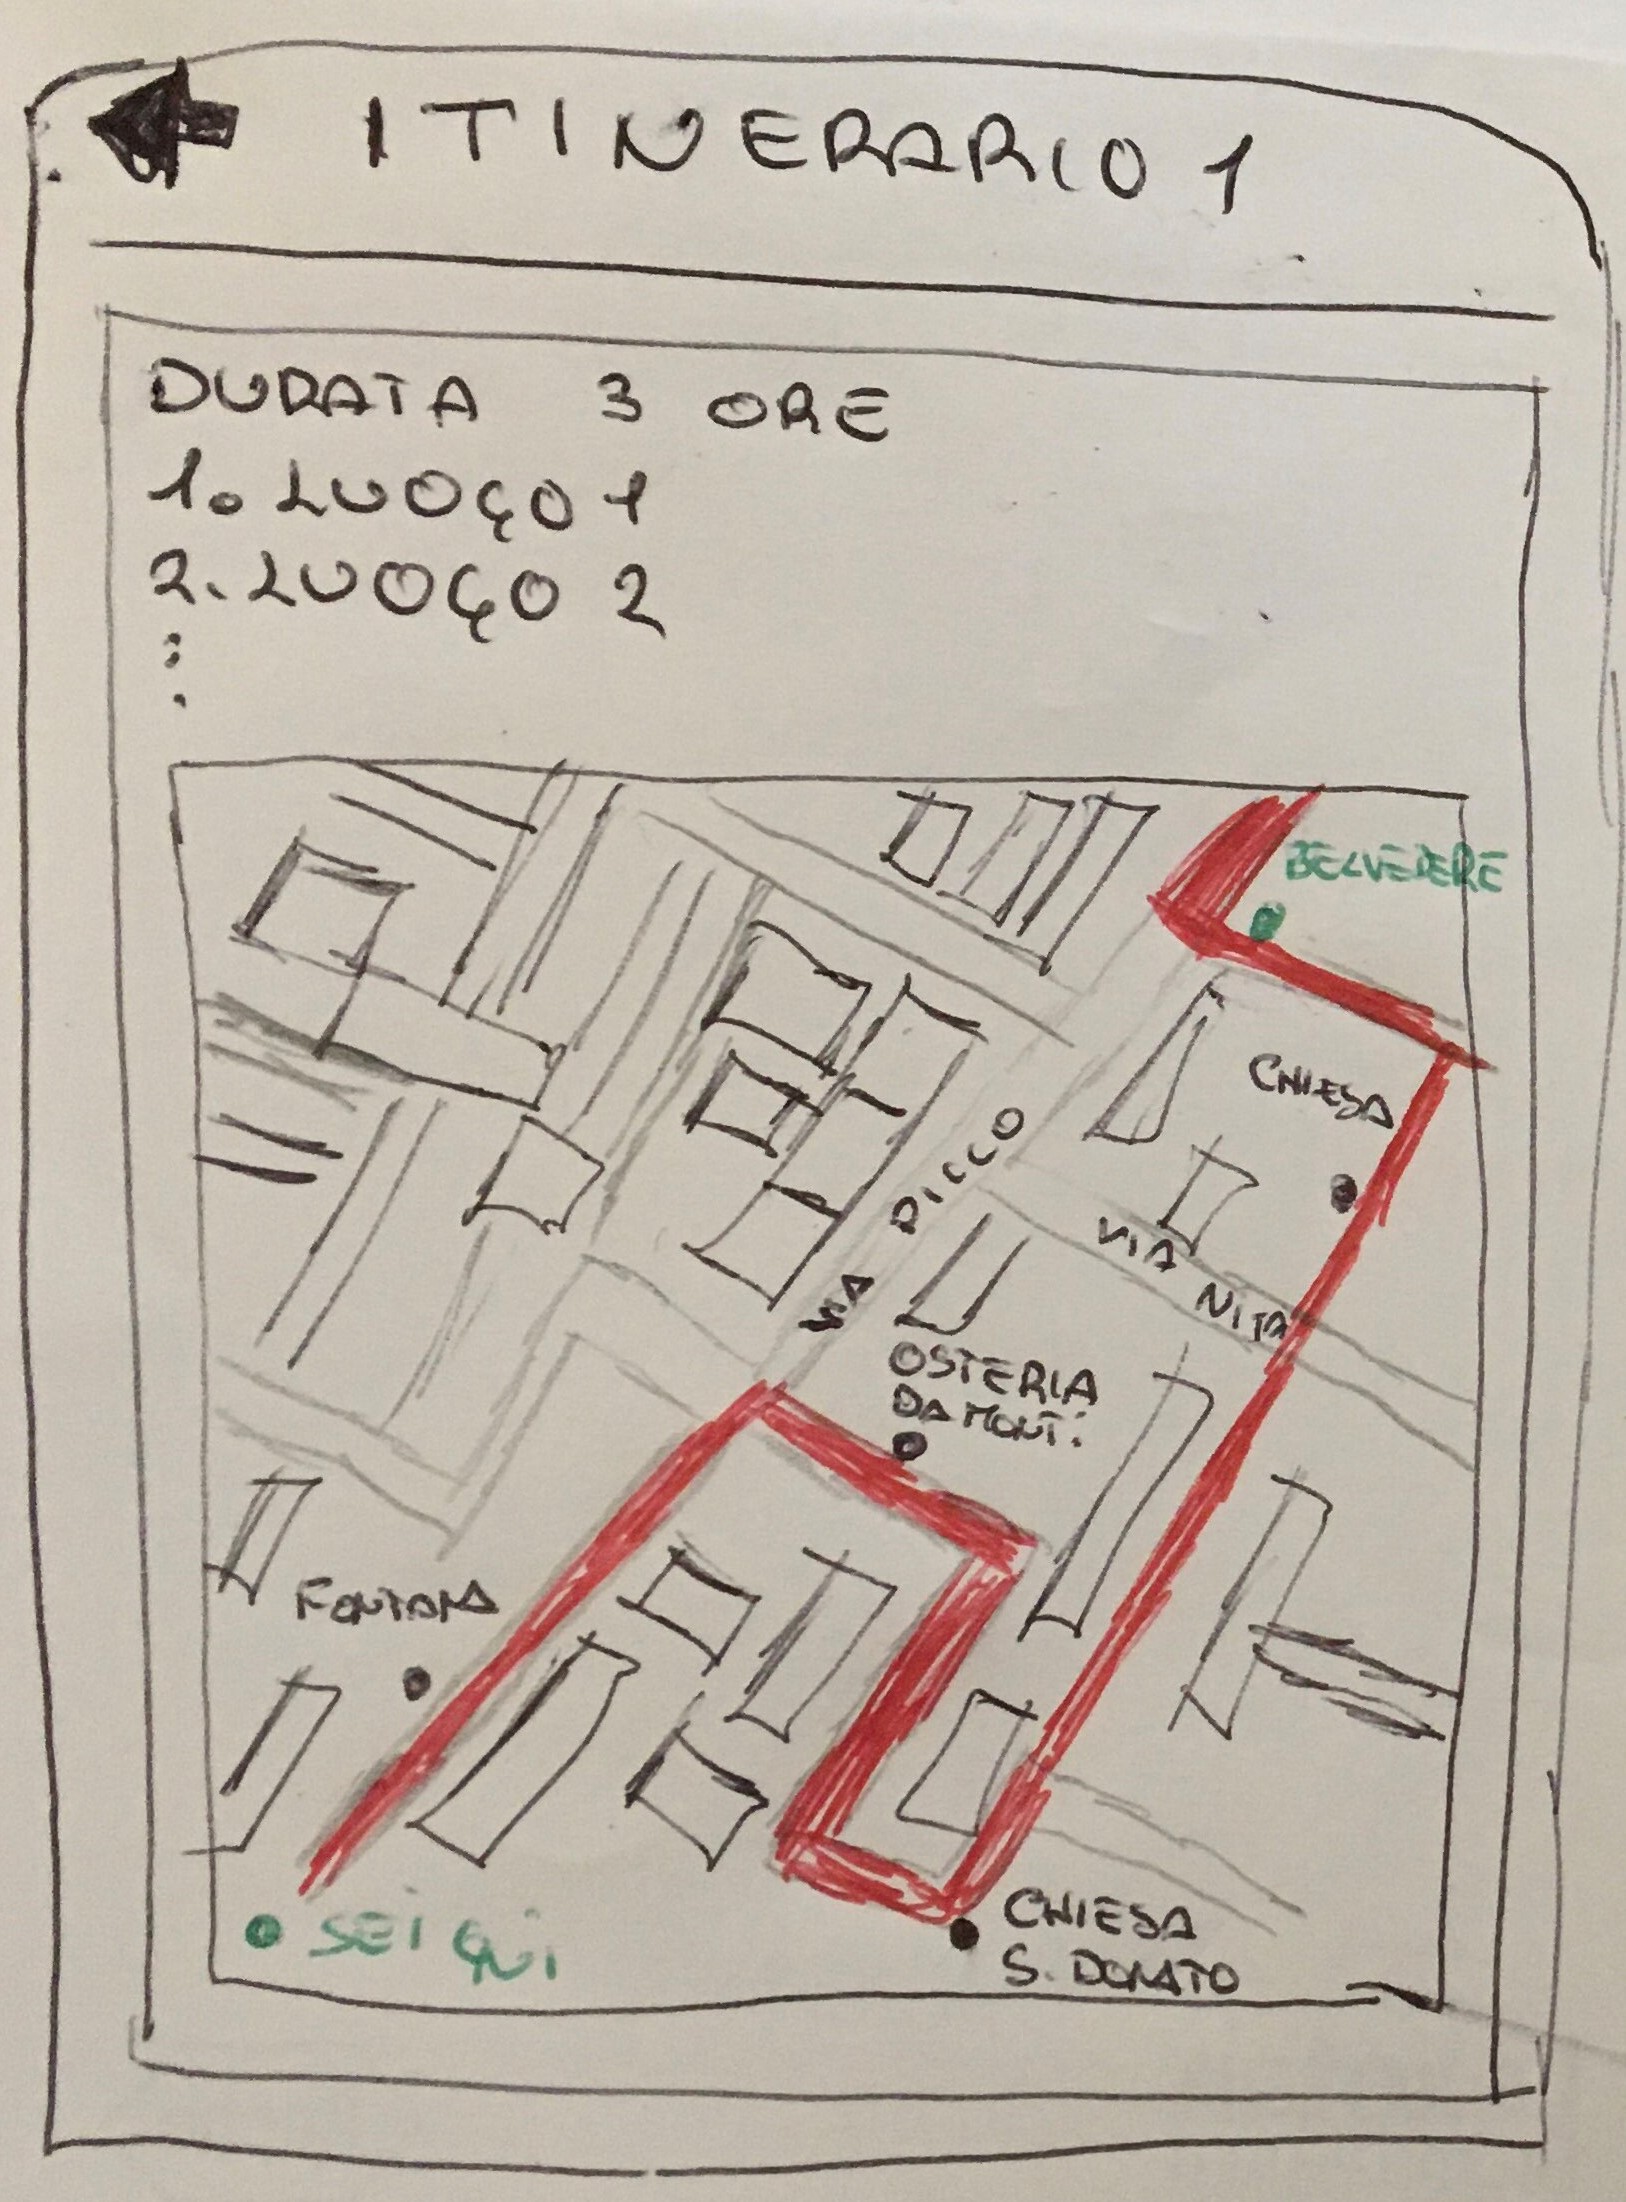 ITINERARIO 1
DURATA 3 ORE
1. LUOGO 1
2. LUOGO 2
BELVEDERE
CHIESA
VIA DICCO
VIA NITA
OSTERIA
DA MONTI
FONTANA
SEI QUI
CHIESA
S. DONATO